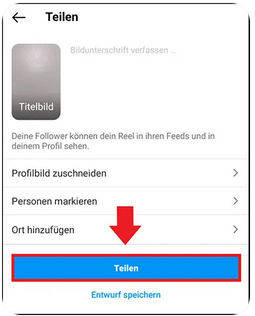 Teilen
Bildunterschrift verfassen ...
Titelbild
Deine Follower können dein Reel in ihren Feeds und in
deinem Profil sehen.
Profilbild zuschneiden
Personen markieren
Ort hinzufügen
Teilen
Entwurf speichern